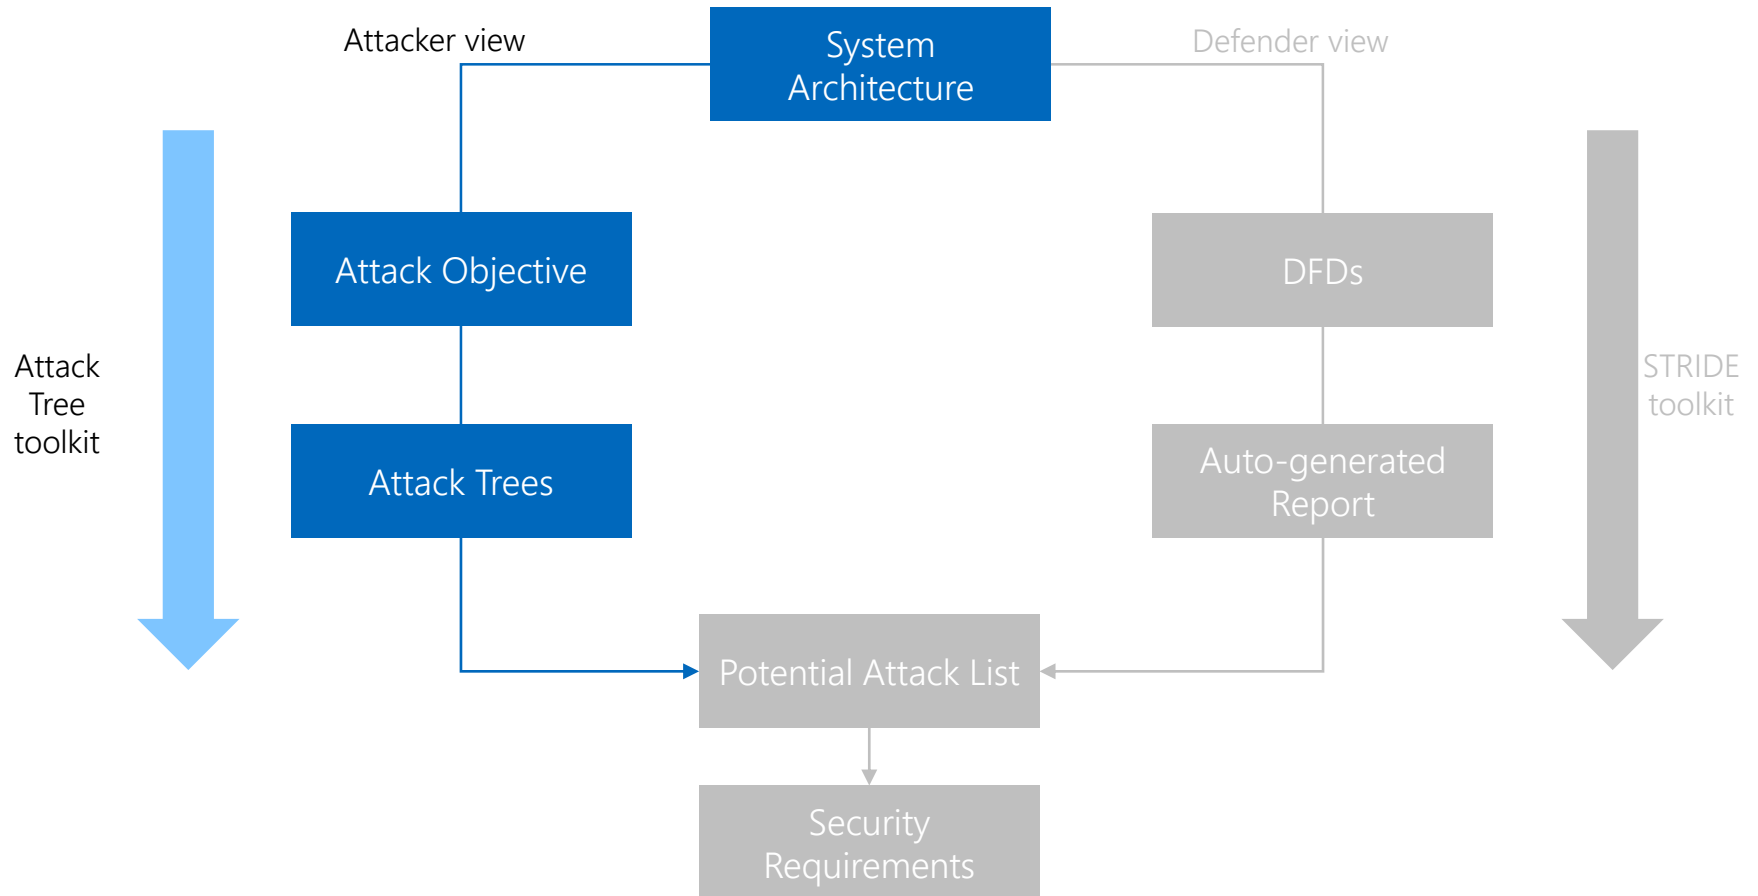 Attacker view
System
Architecture
Defender view
Attack Objective
DFDs
Attack
Tree
toolkit
STRIDE
toolkit
Attack Trees
Auto-generated
Report
Potential Attack List
Security
Requirements